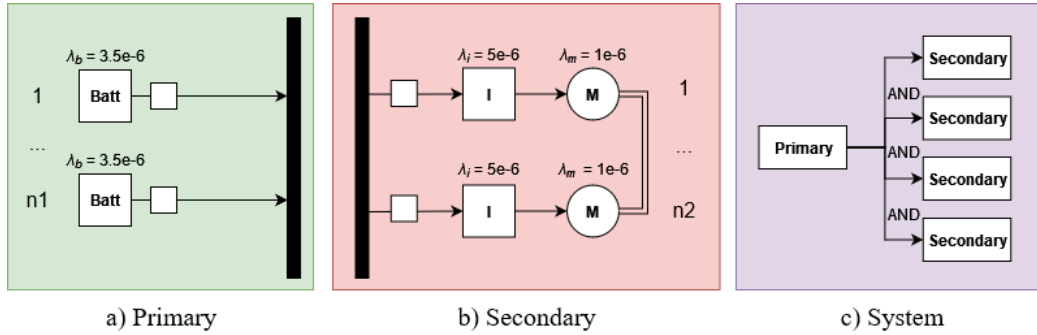 λb = 3.5e-6
1
Batt
...
λb = 3.5e-6
n1
Batt
a) Primary
λi = 5e-6
λm = 1e-6
I
M
1
...
λi = 5e-6
λm = 1e-6
I
M
n2
b) Secondary
Secondary
AND
Secondary
Primary
AND
Secondary
AND
Secondary
c) System